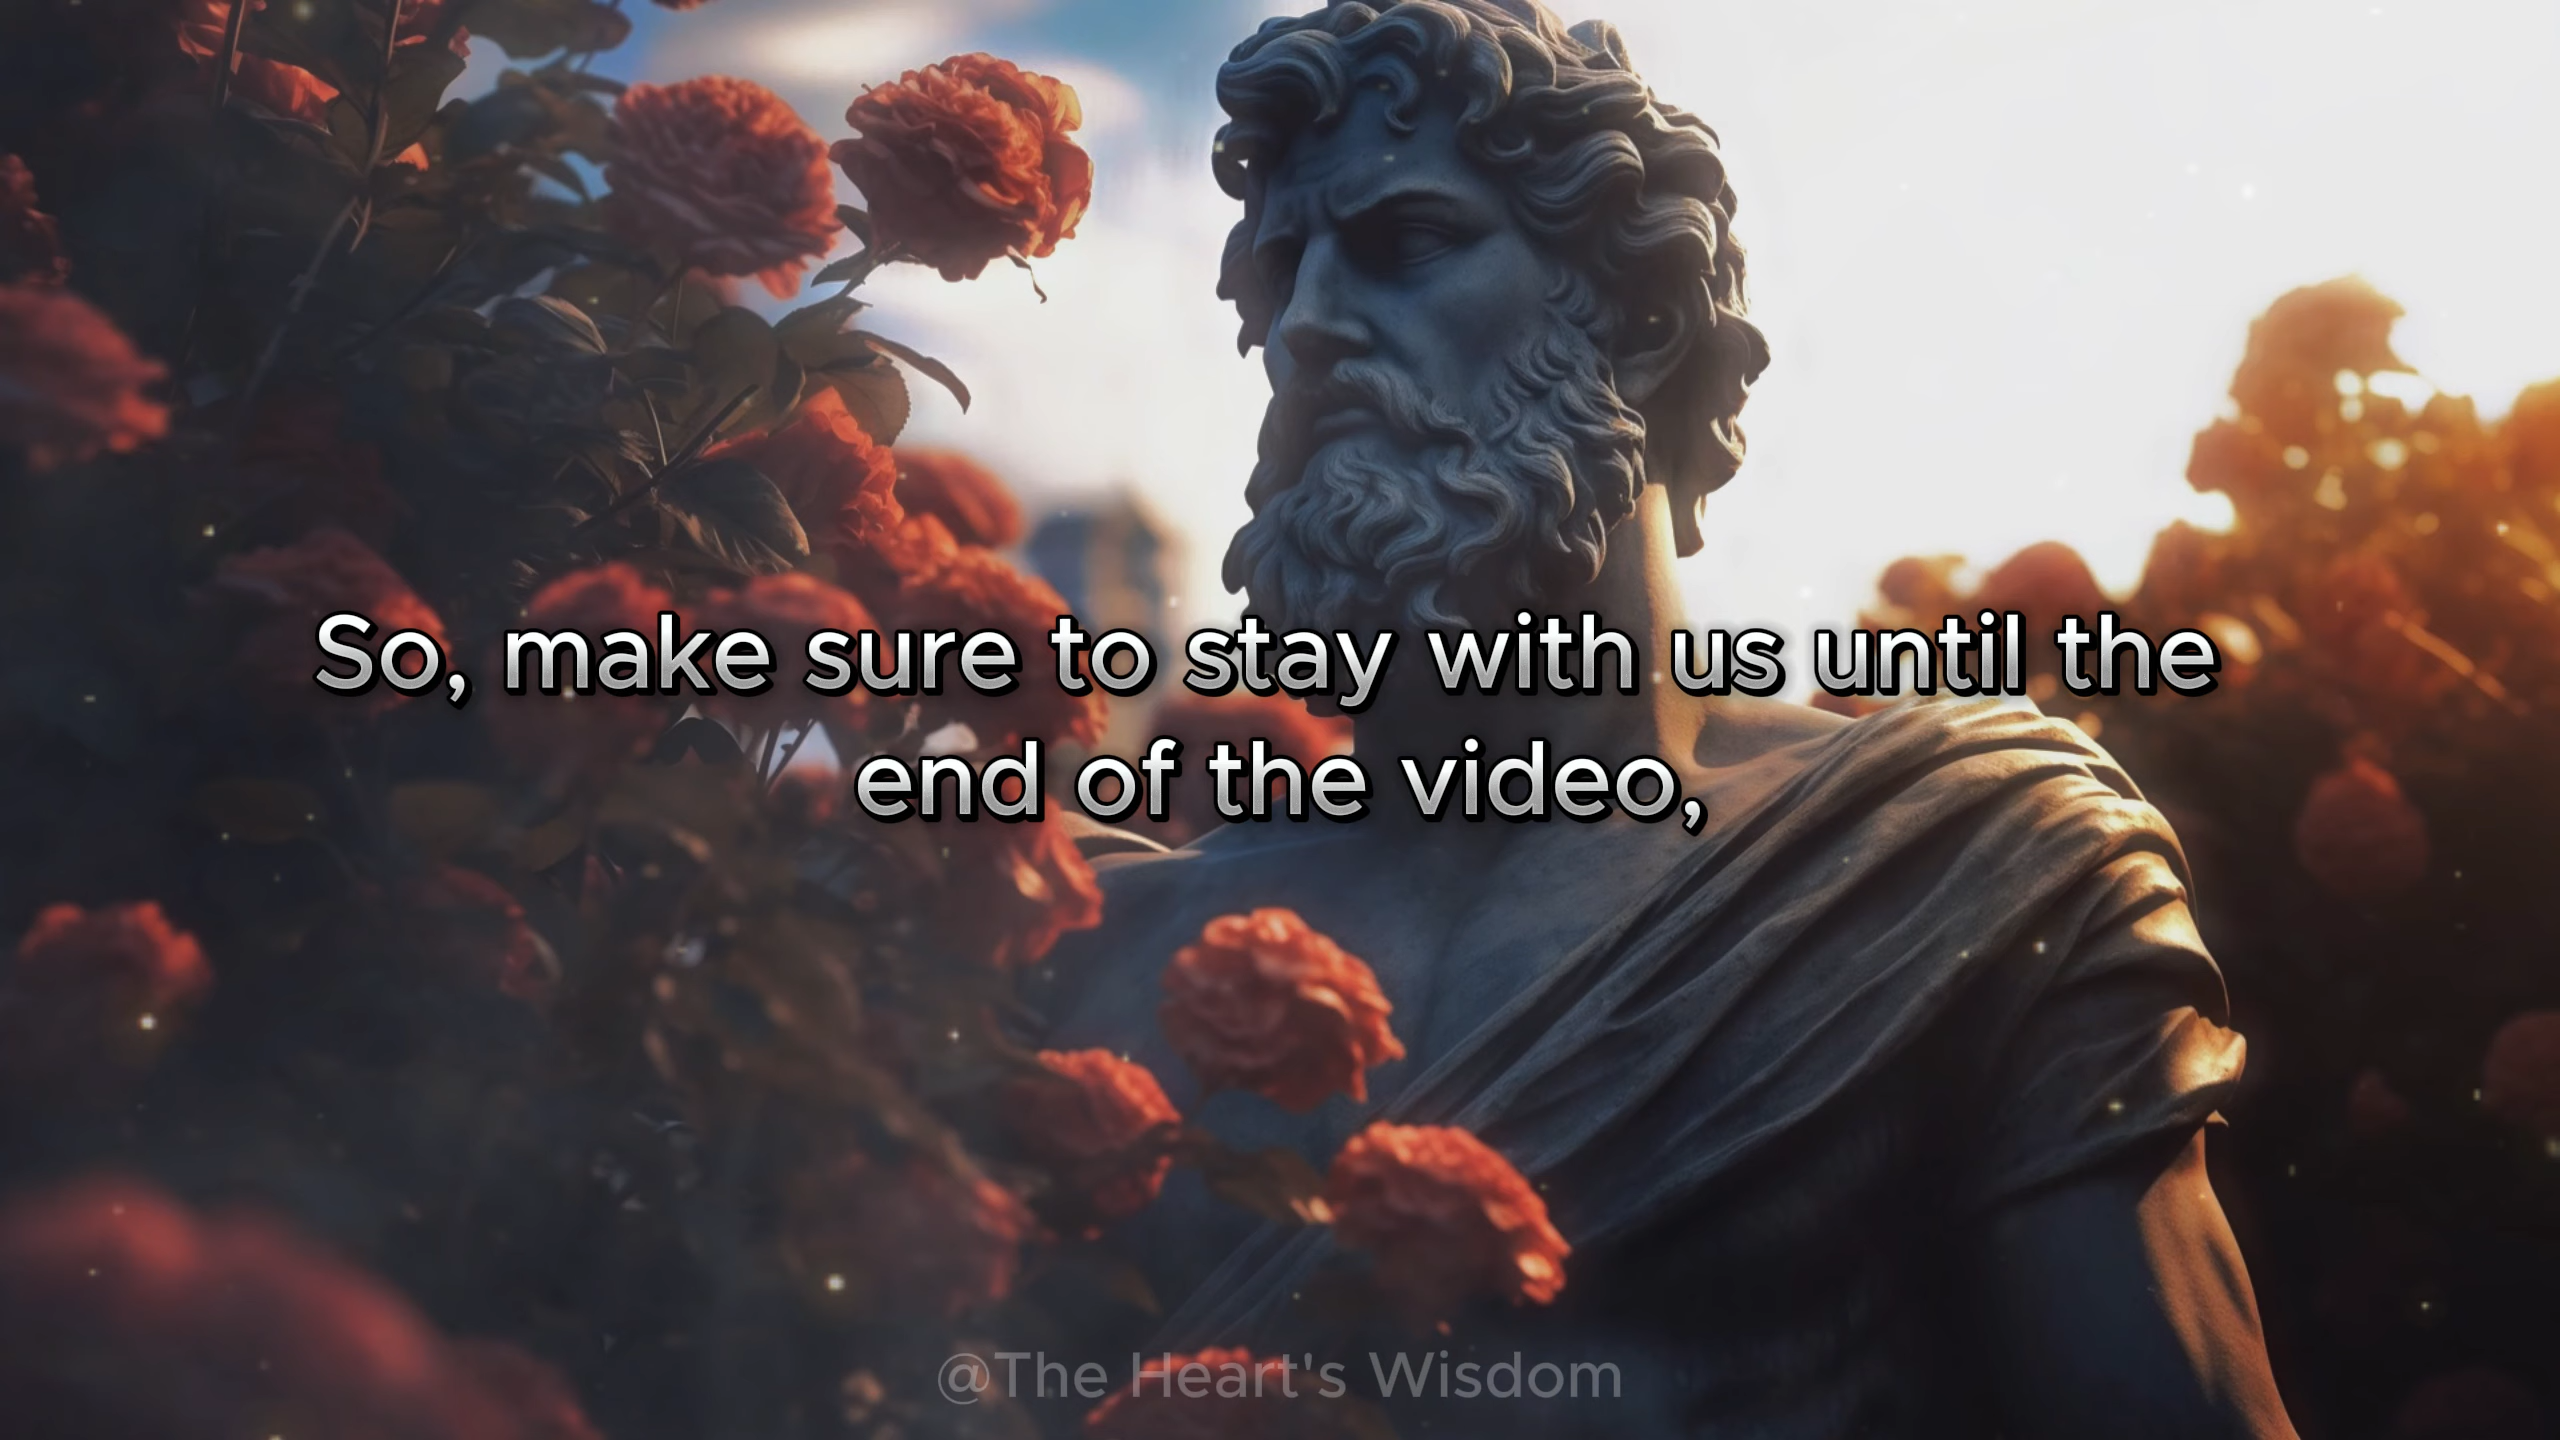 So, make sure to stay with us until the
end of the video,
@The Heart's Wisdom